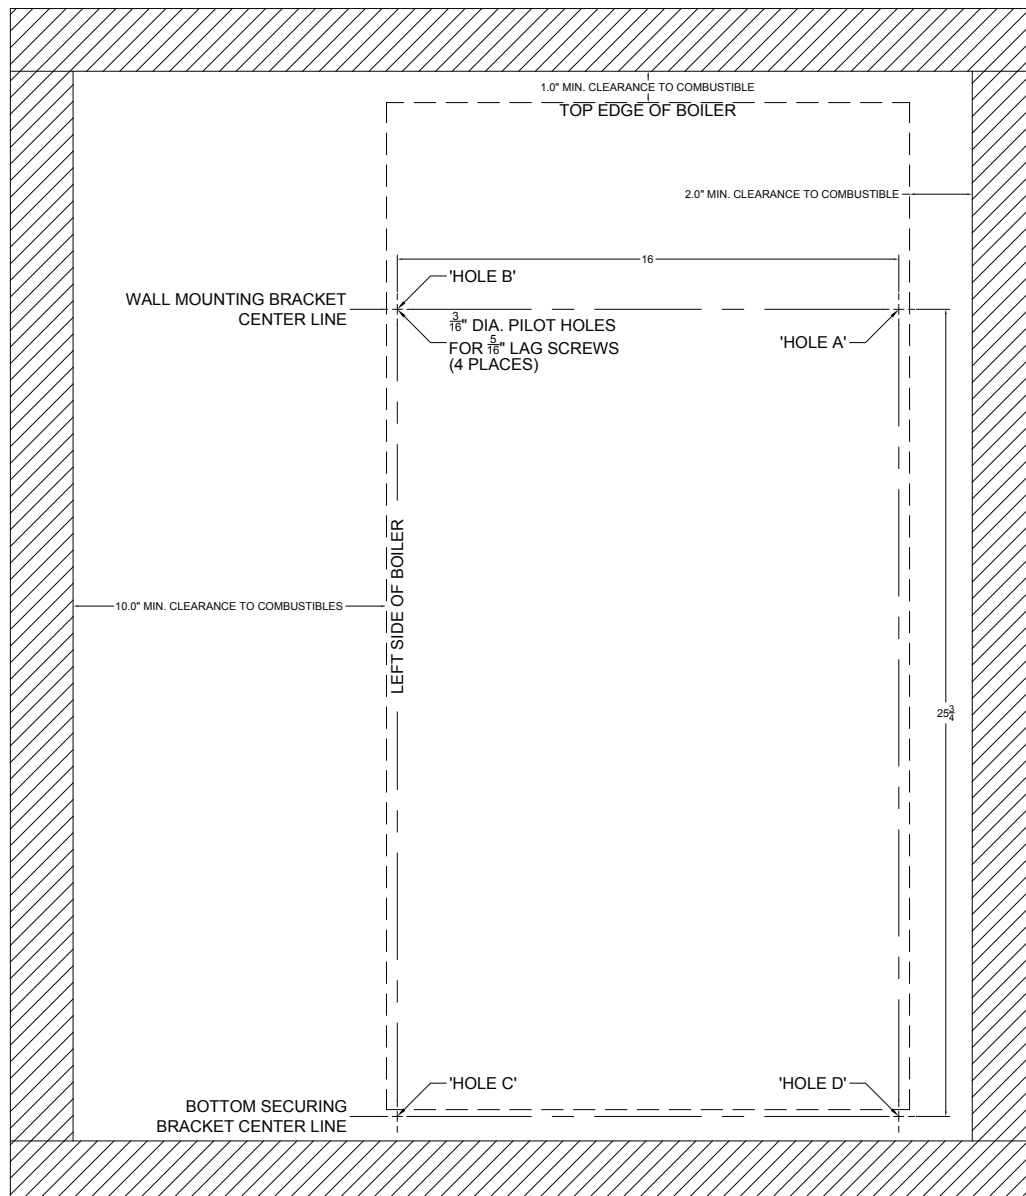 1.0" MIN. CLEARANCE TO COMBUSTIBLE
TOP EDGE OF BOILER
2.0" MIN. CLEARANCE TO COMBUSTIBLE
16
'HOLE B'
WALL MOUNTING BRACKET
CENTER LINE
3/16" DIA. PILOT HOLES
FOR 5/16" LAG SCREWS
(4 PLACES)
'HOLE A'
LEFT SIDE OF BOILER
10.0" MIN. CLEARANCE TO COMBUSTIBLES
25 3/4
'HOLE C'
'HOLE D'
BOTTOM SECURING
BRACKET CENTER LINE